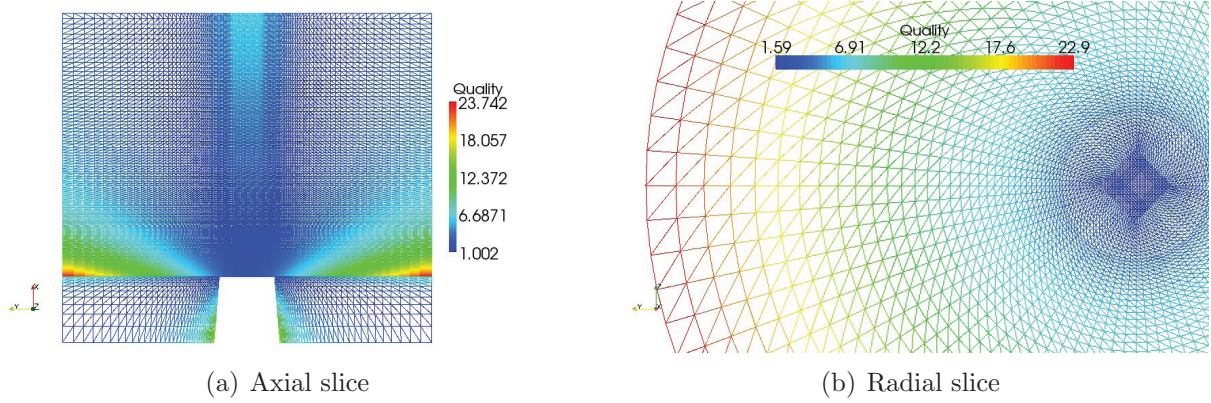 Quality
23.742
18.057
12.372
6.6871
1.002
X
Y
Z
(a) Axial slice
Quality
1.59 6.91 12.2 17.6 22.9
Z
Y
X
(b) Radial slice